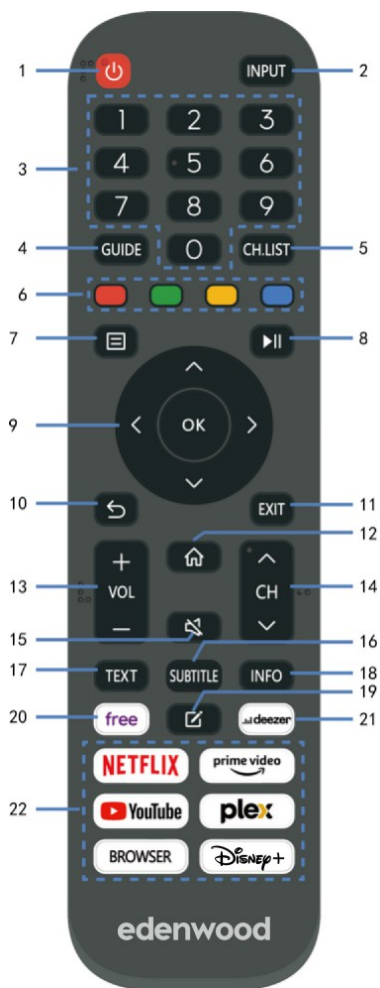 1 INPUT 2
1 2 3
3
4 5 6
7 8 9
4 GUIDE 0 CH.LIST 5
6
7 8
9 OK
10 EXIT 11
12
+
13 VOL CH 14
−
15
16
17 TEXT SUBTITLE INFO 18
19
20 free deezer 21
NETFLIX prime video
22 YouTube plex
BROWSER Disney+
edenwood